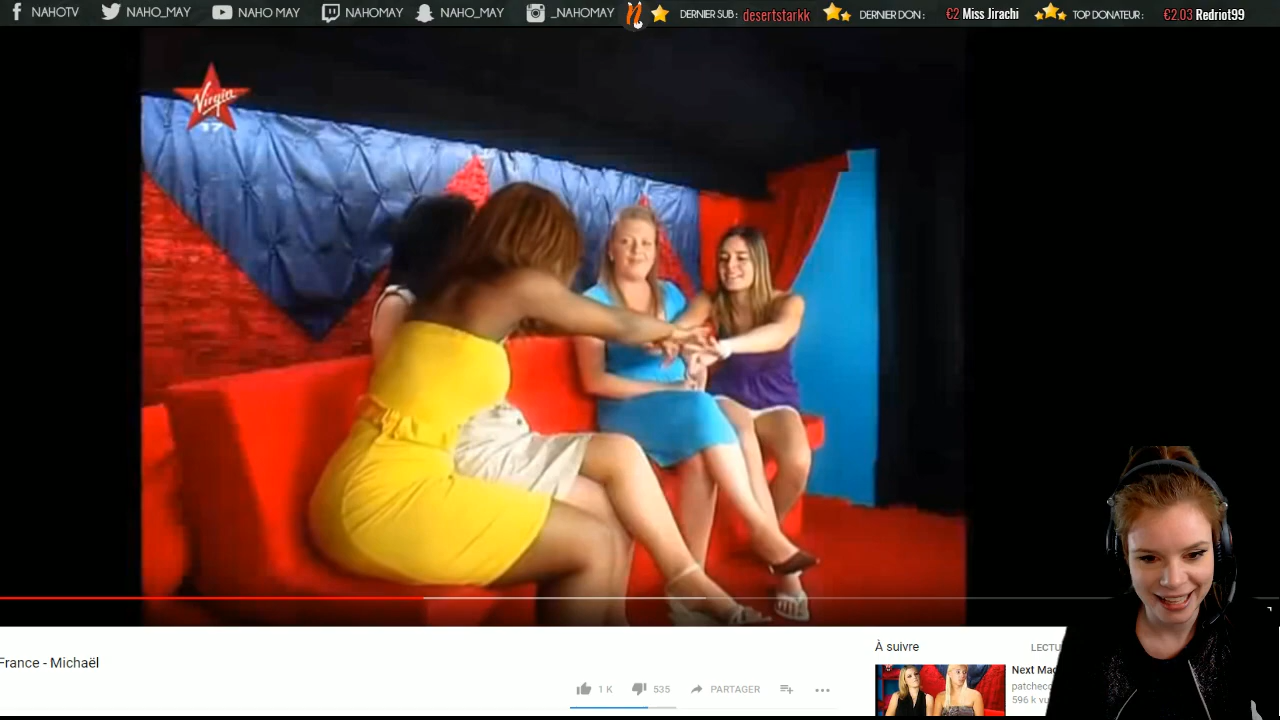 NAHOTV NAHO_MAY NAHO MAY NAHOMAY NAHO_MAY _NAHOMAY DERNIER SUB : desertstarkk DERNIER DON : €2 Miss Jirachi TOP DONATEUR : €2.03 Redriot99
Virgin
17
France - Michaël
1 K 535 PARTAGER
À suivre
LECTU
Next Mad
patcheco
596 k vu